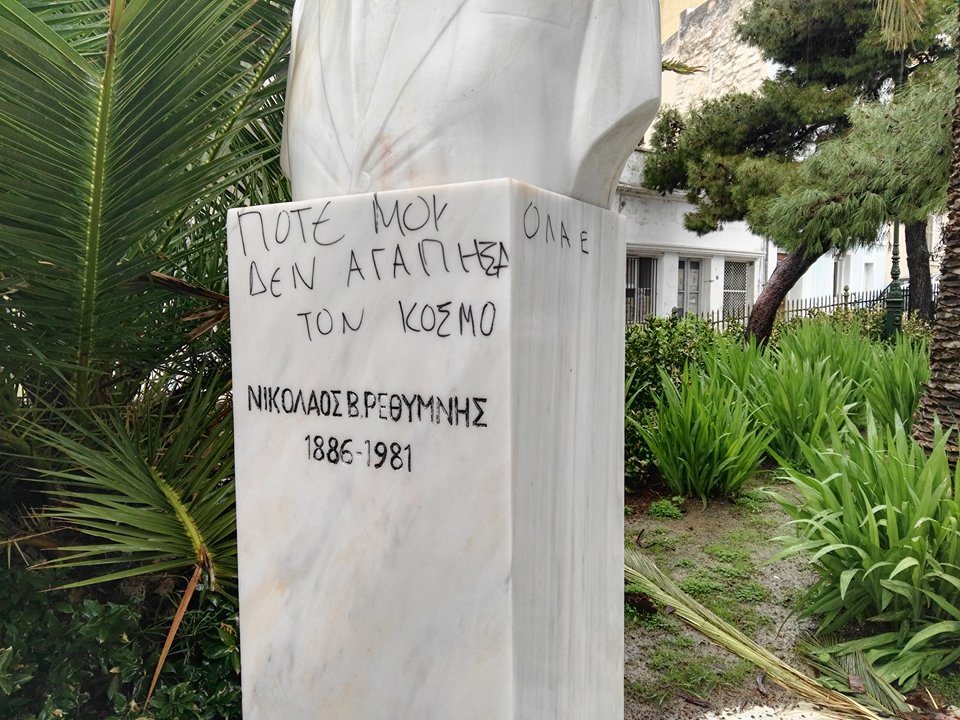 ΠΟΤΕ ΜΟΥ
ΔΕΝ ΑΓΑΠΗΣΑ
ΤΟΝ ΚΟΣΜΟ
ΟΛΑ Ε
ΝΙΚΟΛΑΟΣ Β. ΡΕΘΥΜΝΗΣ
1886-1981